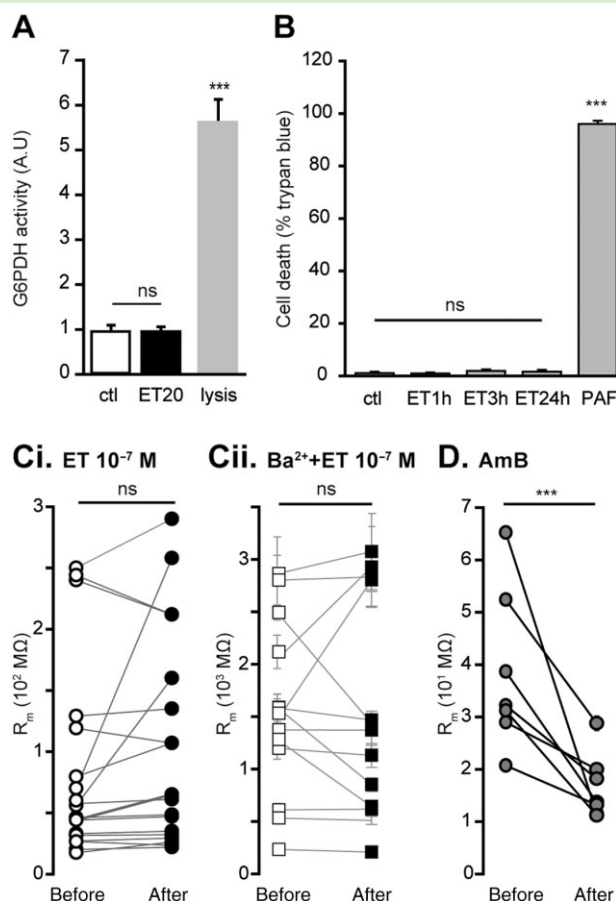 A
G6PDH activity (A.U)
7
6
5
4
3
2
1
0
***
ns
ctl ET20 lysis
B
Cell death (% trypan blue)
120
100
80
60
40
20
0
***
ns
ctl ET1h ET3h ET24h PAF
Ci. ET 10⁻⁷ M
ns
Rₘ (10² MΩ)
3
2
1
0
Before After
Cii. Ba²⁺+ET 10⁻⁷ M
ns
Rₘ (10³ MΩ)
3
2
1
0
Before After
D. AmB
***
Rₘ (10¹ MΩ)
7
6
5
4
3
2
1
0
Before After